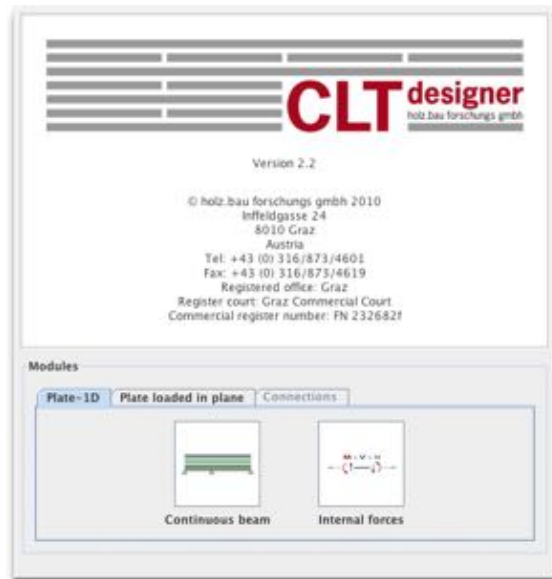 CLT designer
holz.bau forschungs gmbh
Version 2.2
© holz.bau forschungs gmbh 2010
Inffeldgasse 24
8010 Graz
Austria
Tel: +43 (0) 316/873/4601
Fax: +43 (0) 316/873/4619
Registered office: Graz
Register court: Graz Commercial Court
Commercial register number: FN 232682f
Modules
Plate-1D Plate loaded in plane Connections
M + V + N
Continuous beam Internal forces